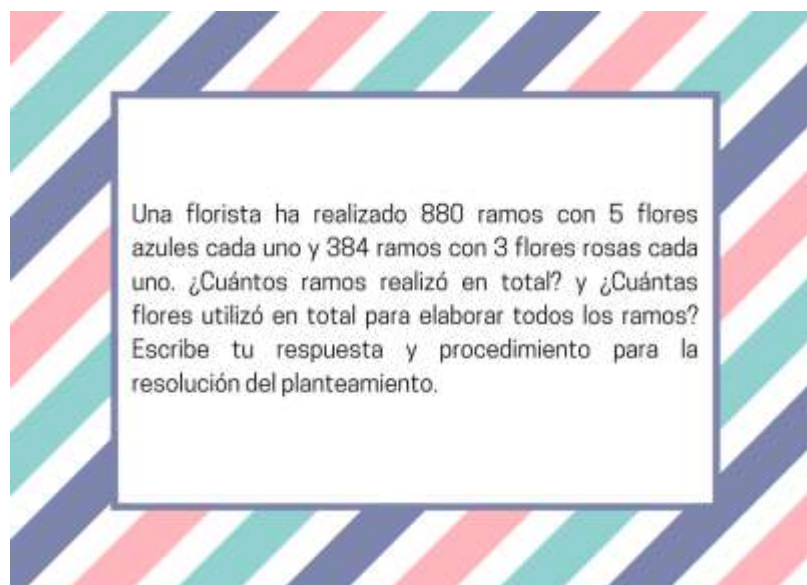 Una florista ha realizado 880 ramos con 5 flores
azules cada uno y 384 ramos con 3 flores rosas cada
uno. ¿Cuántos ramos realizó en total? y ¿Cuántas
flores utilizó en total para elaborar todos los ramos?
Escribe tu respuesta y procedimiento para la
resolución del planteamiento.